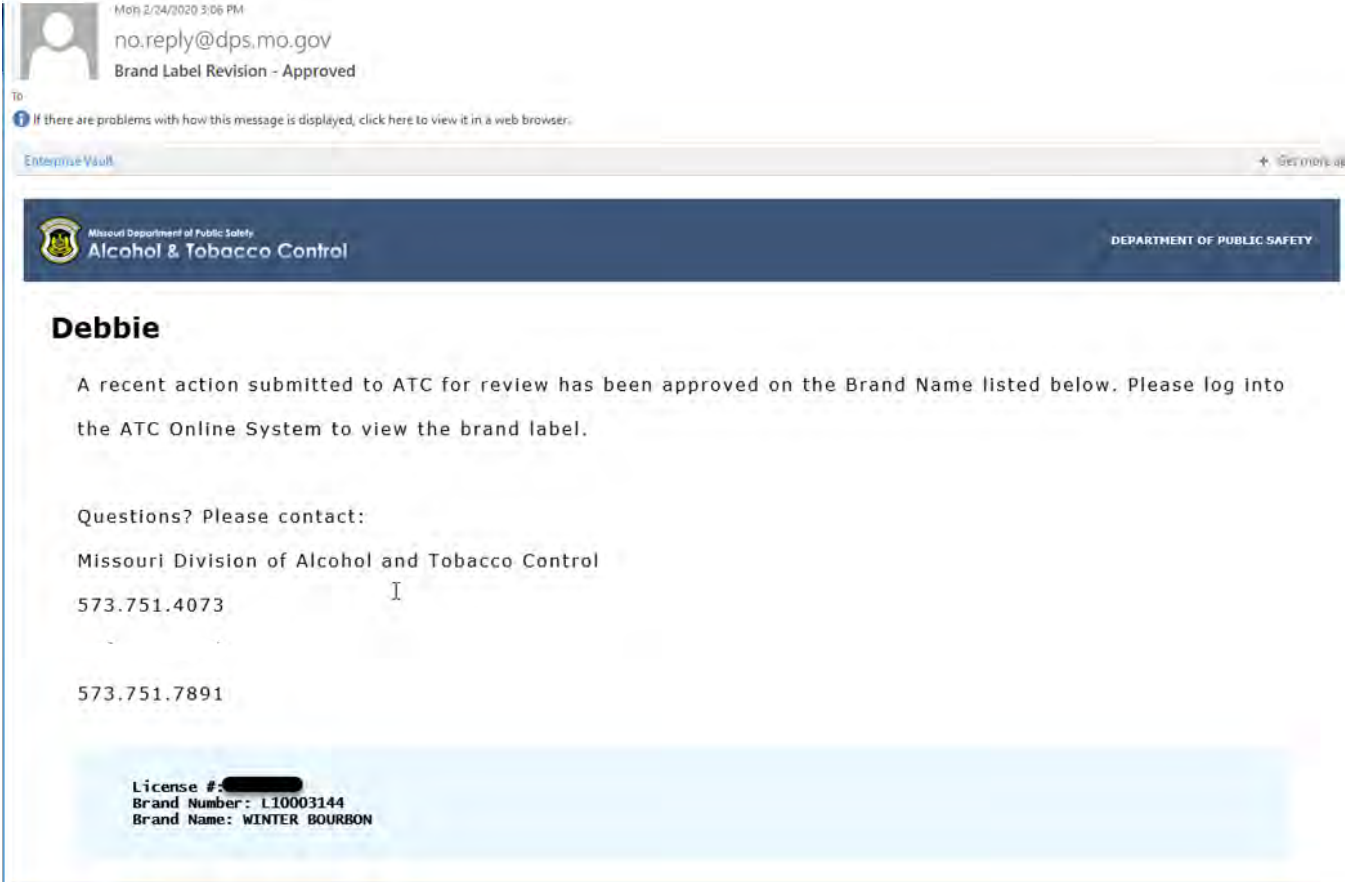 Mon 2/24/2020 3:06 PM
no.reply@dps.mo.gov
Brand Label Revision - Approved
To
If there are problems with how this message is displayed, click here to view it in a web browser.
Enterprise Vault
+ Get more
Missouri Department of Public Safety
Alcohol & Tobacco Control
DEPARTMENT OF PUBLIC SAFETY
Debbie
A recent action submitted to ATC for review has been approved on the Brand Name listed below. Please log into
the ATC Online System to view the brand label.
Questions? Please contact:
Missouri Division of Alcohol and Tobacco Control
573.751.4073
573.751.7891
License #:
Brand Number: L10003144
Brand Name: WINTER BOURBON